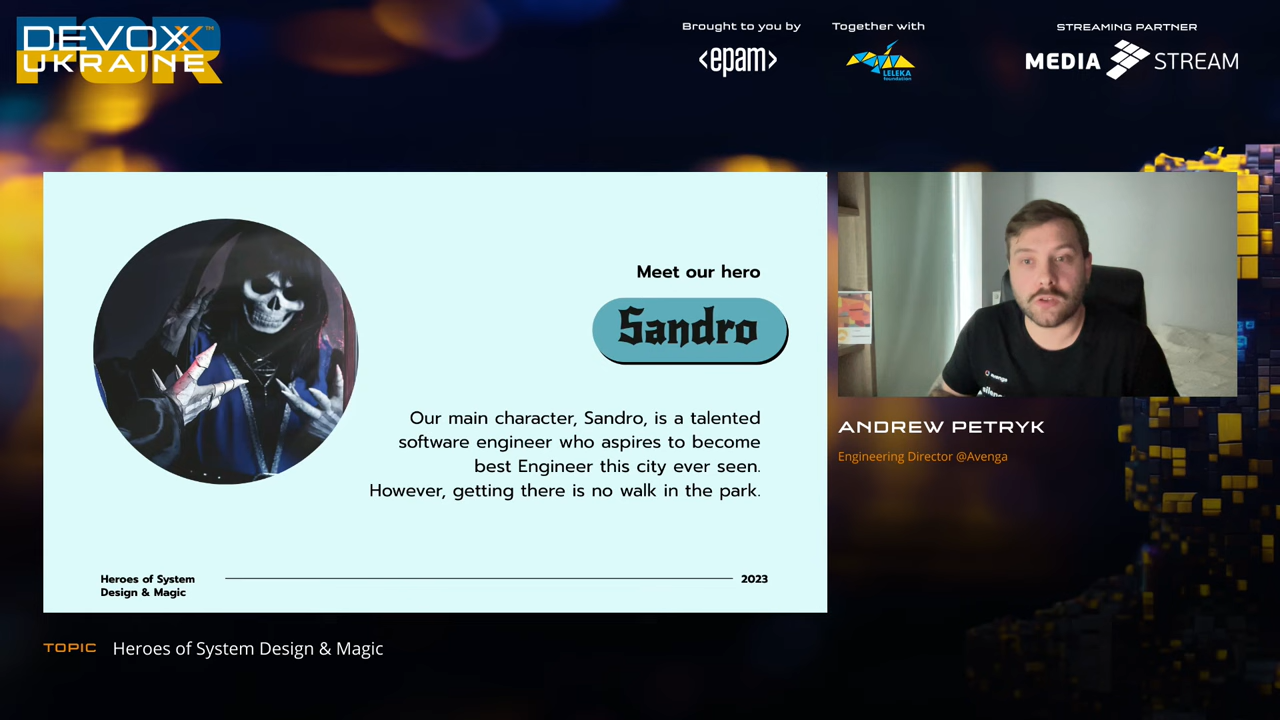 DEVOXX™
UKRAINE
FOR
Brought to you by
<epam>
Together with
LELEKA
foundation
STREAMING PARTNER
MEDIA STREAM
Meet our hero
Sandro
Our main character, Sandro, is a talented
software engineer who aspires to become
best Engineer this city ever seen.
However, getting there is no walk in the park.
Heroes of System
Design & Magic
2023
Avenga
ANDREW PETRYK
Engineering Director @Avenga
TOPIC Heroes of System Design & Magic